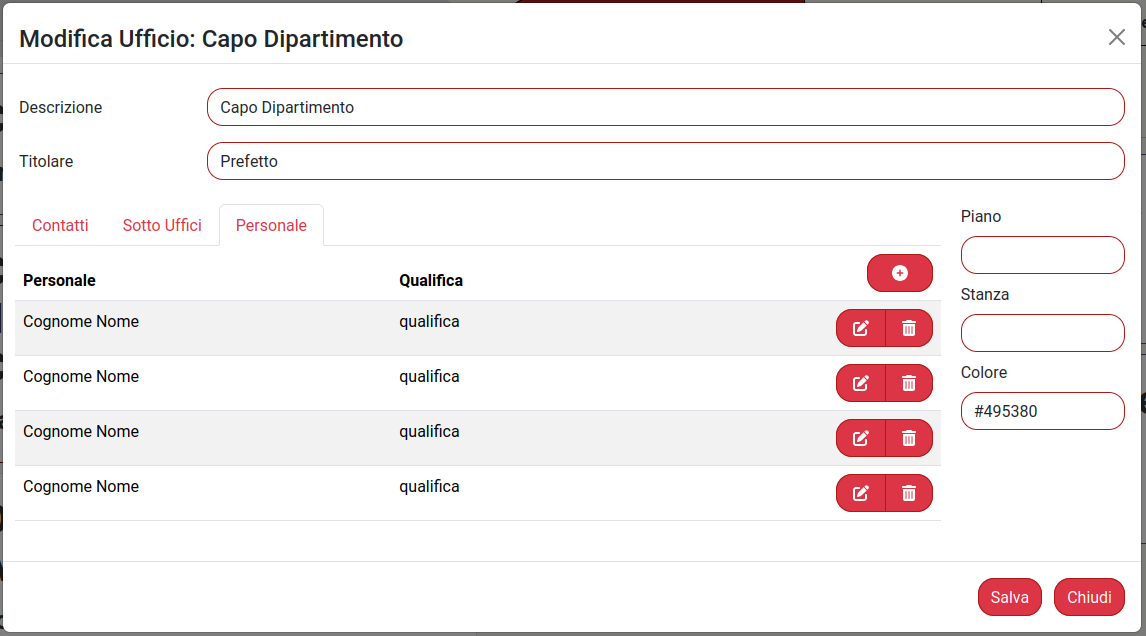 Modifica Ufficio: Capo Dipartimento
Descrizione
Capo Dipartimento
Titolare
Prefetto
Contatti Sotto Uffici Personale
Personale Qualifica
Cognome Nome qualifica
Cognome Nome qualifica
Cognome Nome qualifica
Cognome Nome qualifica
Piano
Stanza
Colore
#495380
Salva Chiudi